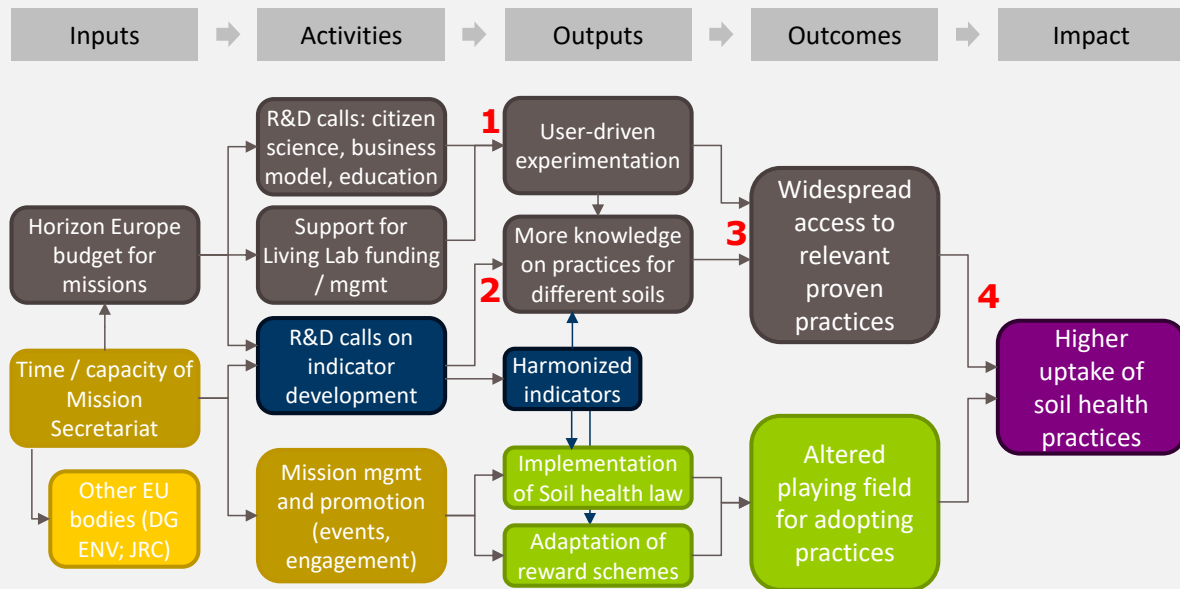 Inputs
Activities
Outputs
Outcomes
Impact
R&D calls: citizen
science, business
model, education
1
User-driven
experimentation
Horizon Europe
budget for
missions
Support for
Living Lab funding
/ mgmt
2
More knowledge
on practices for
different soils
3
Widespread
access to
relevant
proven
practices
4
Time / capacity of
Mission
Secretariat
R&D calls on
indicator
development
Harmonized
indicators
Higher
uptake of
soil health
practices
Other EU
bodies (DG
ENV; JRC)
Mission mgmt
and promotion
(events,
engagement)
Implementation
of Soil health law
Adaptation of
reward schemes
Altered
playing field
for adopting
practices